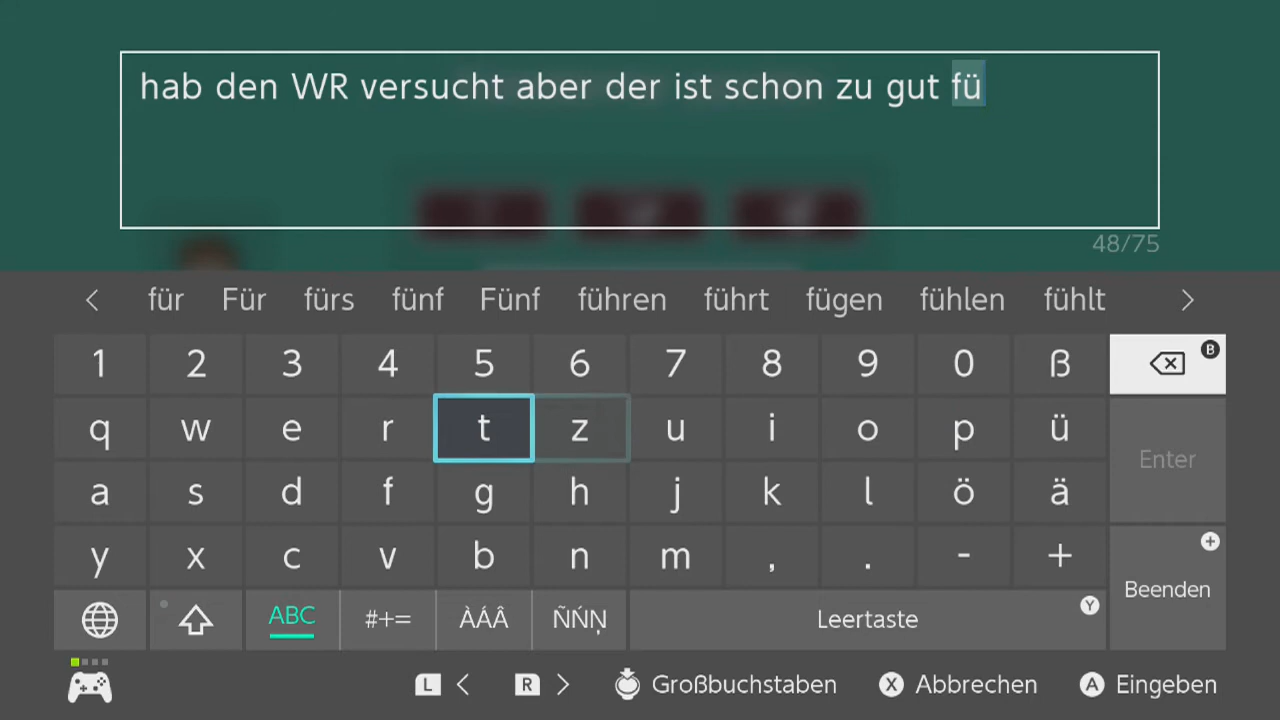 hab den WR versucht aber der ist schon zu gut fü
48/75
für Für fürs fünf Fünf führen führt fügen fühlen fühlt
1 2 3 4 5 6 7 8 9 0 ß B
q w e r t z u i o p ü
Enter
a s d f g h j k l ö ä
y x c v b n m , . - +
Beenden
ABC #+= ÀÁÂ ÑŃŅ Leertaste Y
L R Großbuchstaben X Abbrechen A Eingeben